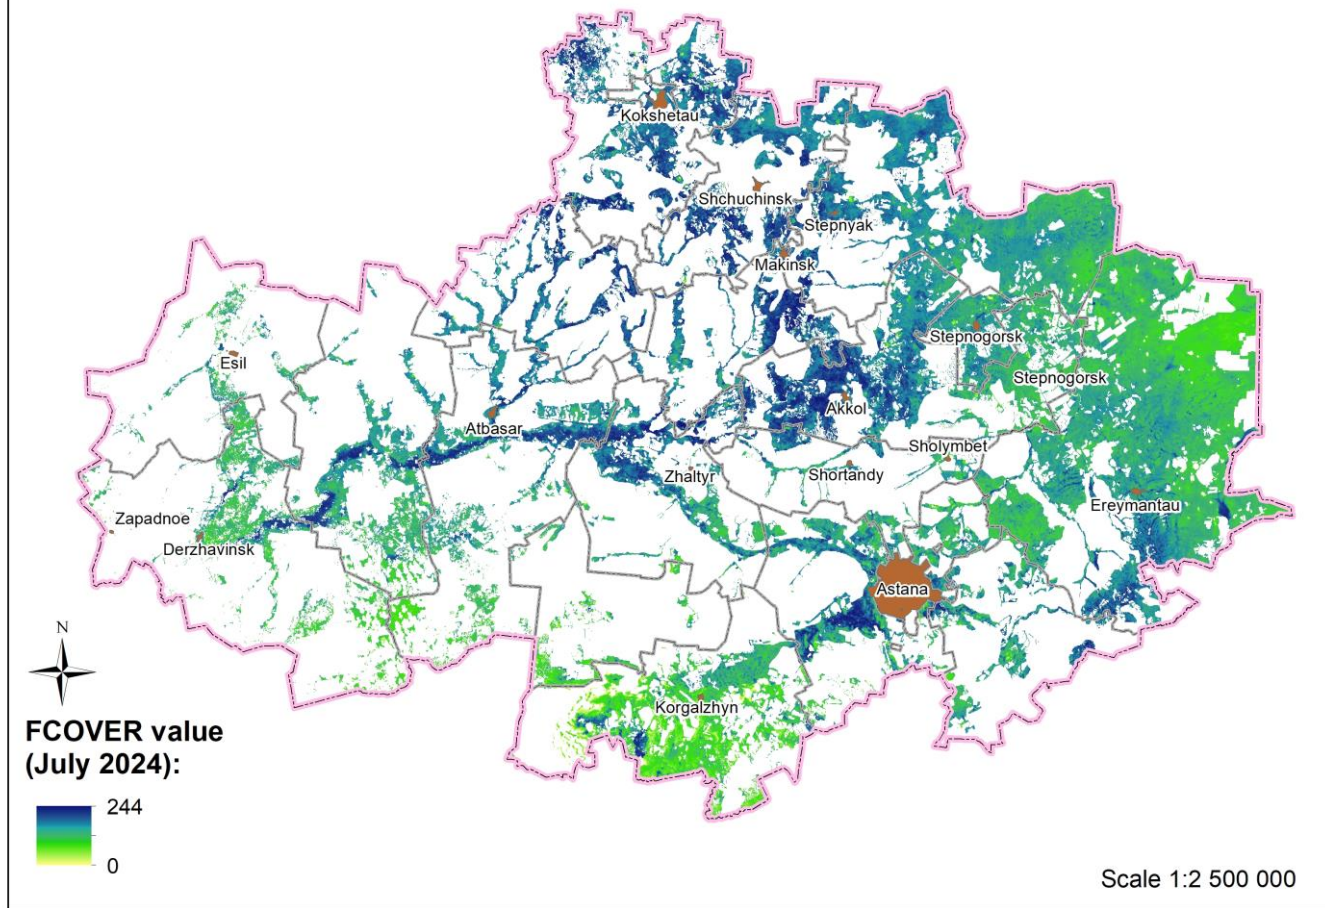 Kokshetau
Shchuchinsk
Stepnyak
Makinsk
Stepnogorsk
Esil
Stepnogorsk
Akkol
Atbasar
Sholymbet
Zhaltyr
Shortandy
Ereymantau
Zapadnoe
Derzhavinsk
Astana
N
Korgalzhyn
FCOVER value
(July 2024):
244
0
Scale 1:2 500 000